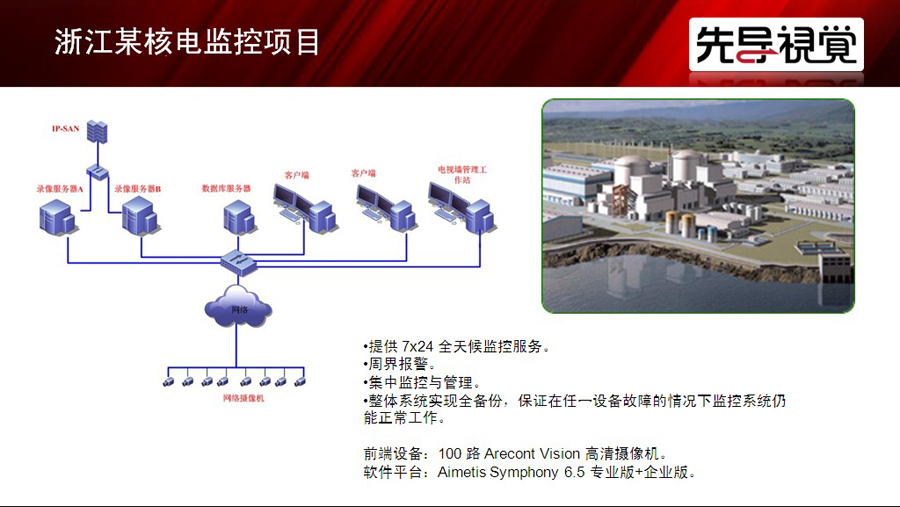 浙江某核电监控项目
先导視覺
IP-SAN
录像服务器A
录像服务器B
数据库服务器
客户端
客户端
电视墙管理工
作站
网络
网络摄像机
•提供 7x24 全天候监控服务。
•周界报警。
•集中监控与管理。
•整体系统实现全备份，保证在任一设备故障的情况下监控系统仍
能正常工作。
前端设备：100 路 Arecont Vision 高清摄像机。
软件平台：Aimetis Symphony 6.5 专业版+企业版。